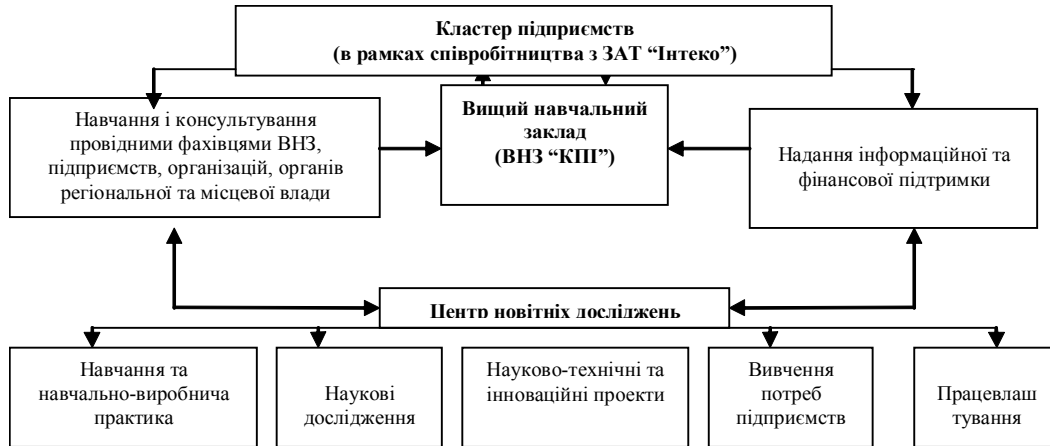 Кластер підприємств
(в рамках співробітництва з ЗАТ “Інтеко”)
Навчання і консультування
провідними фахівцями ВНЗ,
підприємств, організацій, органів
регіональної та місцевої влади
Вищий навчальний
заклад
(ВНЗ “КПІ”)
Надання інформаційної та
фінансової підтримки
Центр новітніх досліджень
Навчання та
навчально-виробнича
практика
Наукові
дослідження
Науково-технічні та
інноваційні проекти
Вивчення
потреб
підприємств
Працевлаш
тування